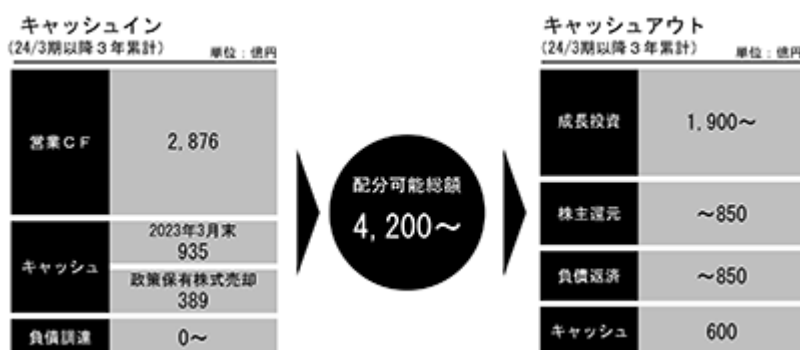 キャッシュイン
(24/3期以降3年累計)
単位：億円
営業CF
2,876
キャッシュ
2023年3月末
935
政策保有株式売却
389
負債調達
0～
配分可能総額
4,200～
キャッシュアウト
(24/3期以降3年累計)
単位：億円
成長投資
1,900～
株主還元
～850
負債返済
～850
キャッシュ
600